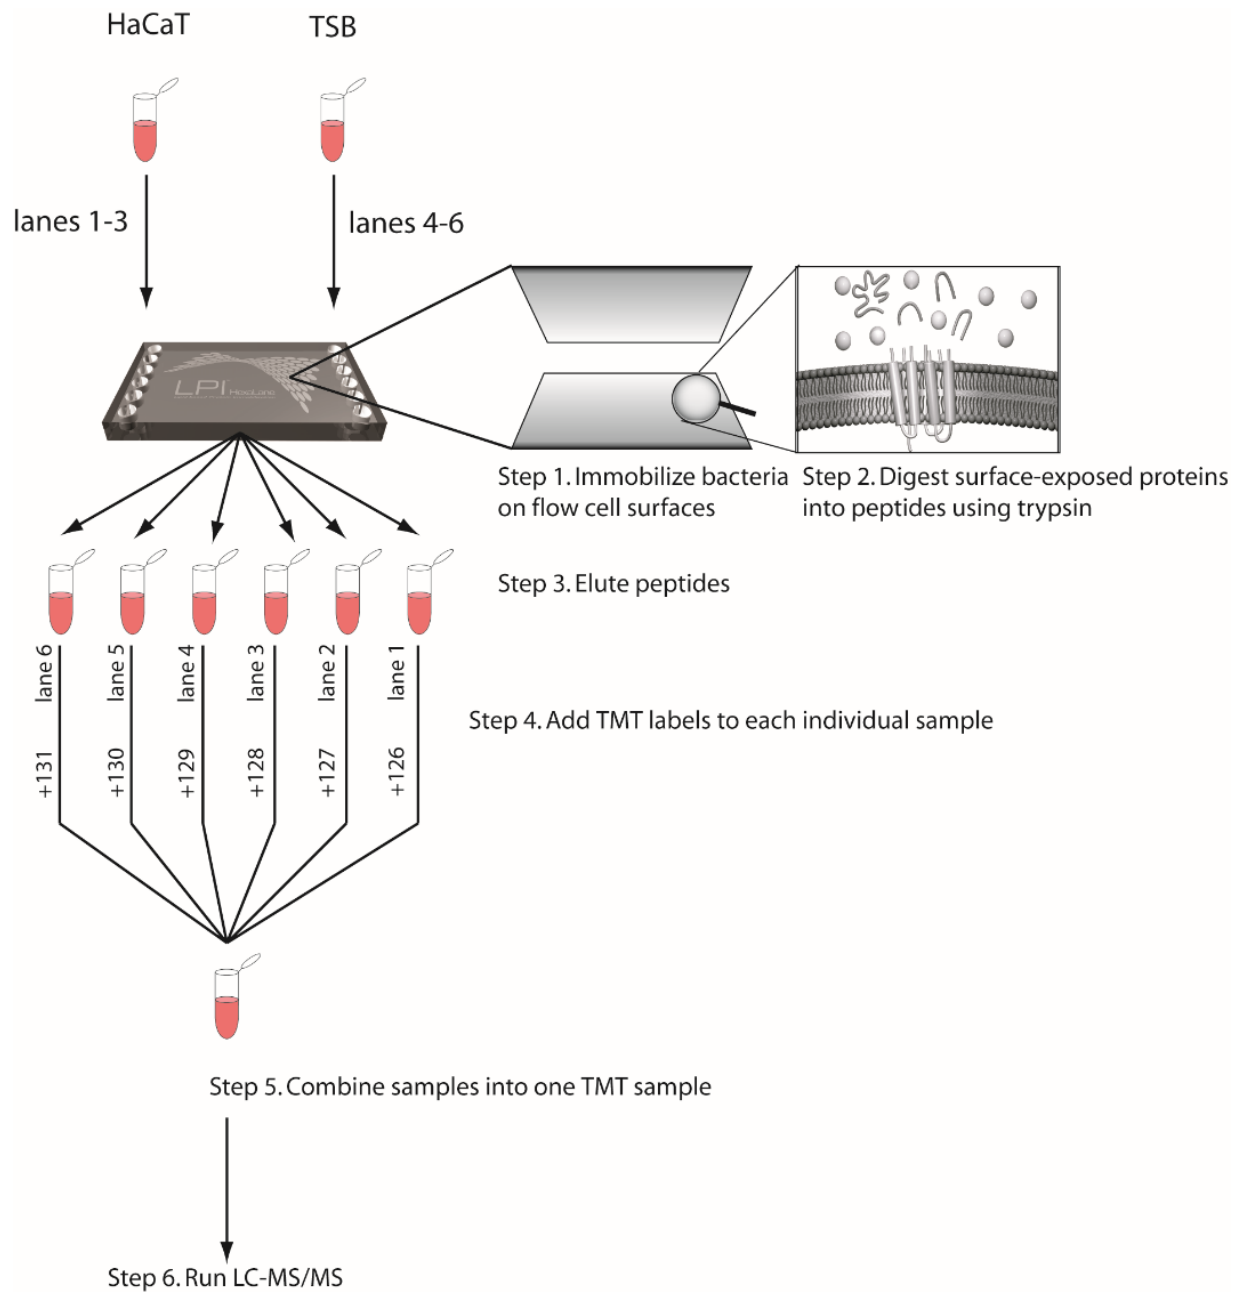 HaCaT
TSB
lanes 1-3
lanes 4-6
LPI
Step 1. Immobilize bacteria
on flow cell surfaces
Step 2. Digest surface-exposed proteins
into peptides using trypsin
Step 3. Elute peptides
lane 6
lane 5
lane 4
lane 3
lane 2
lane 1
Step 4. Add TMT labels to each individual sample
+131
+130
+129
+128
+127
+126
Step 5. Combine samples into one TMT sample
Step 6. Run LC-MS/MS